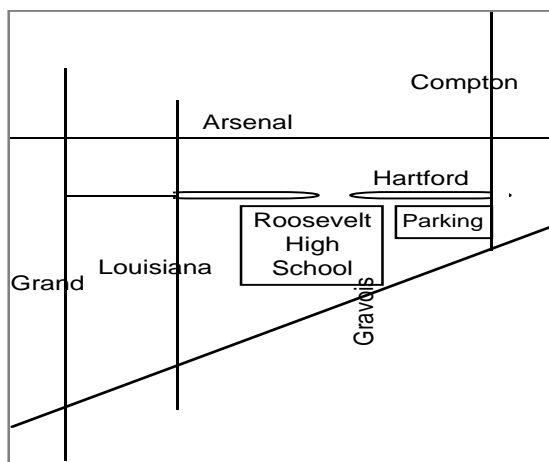 Compton
Arsenal
Hartford
Roosevelt
High
School
Parking
Louisiana
Grand
Gravois